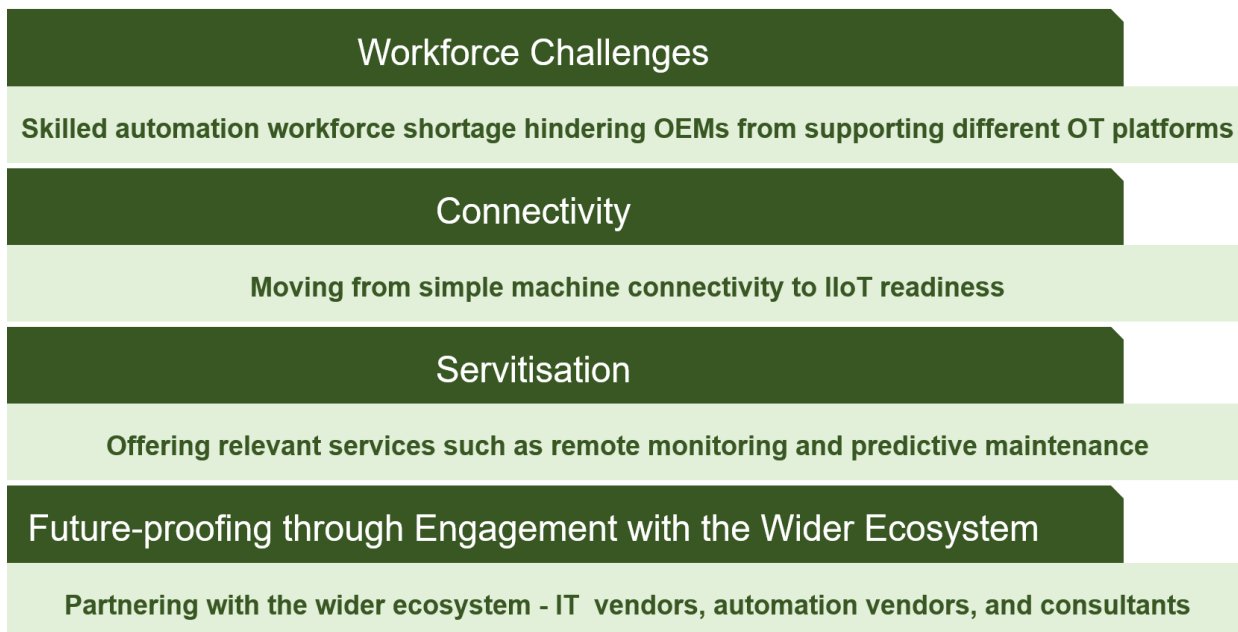 Workforce Challenges
Skilled automation workforce shortage hindering OEMs from supporting different OT platforms
Connectivity
Moving from simple machine connectivity to IIoT readiness
Servitisation
Offering relevant services such as remote monitoring and predictive maintenance
Future-proofing through Engagement with the Wider Ecosystem
Partnering with the wider ecosystem - IT  vendors, automation vendors, and consultants